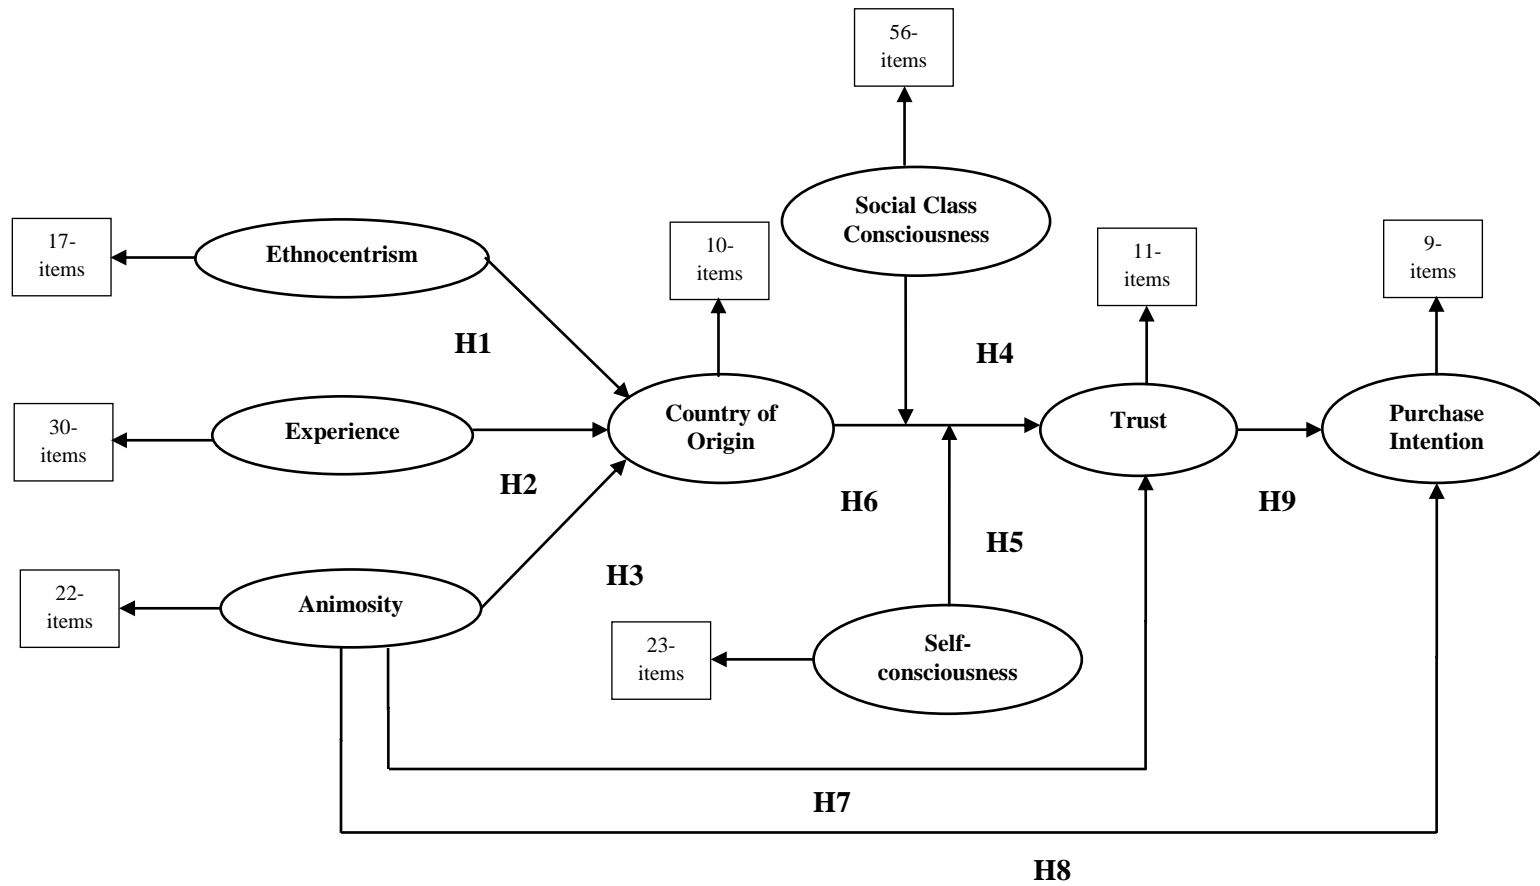 56-
items
Social Class
Consciousness
17-
items
Ethnocentrism
10-
items
11-
items
9-
items
H1
H4
30-
items
Experience
Country of
Origin
Trust
Purchase
Intention
H2
H6
H9
H5
H3
22-
items
Animosity
23-
items
Self-
consciousness
H7
H8